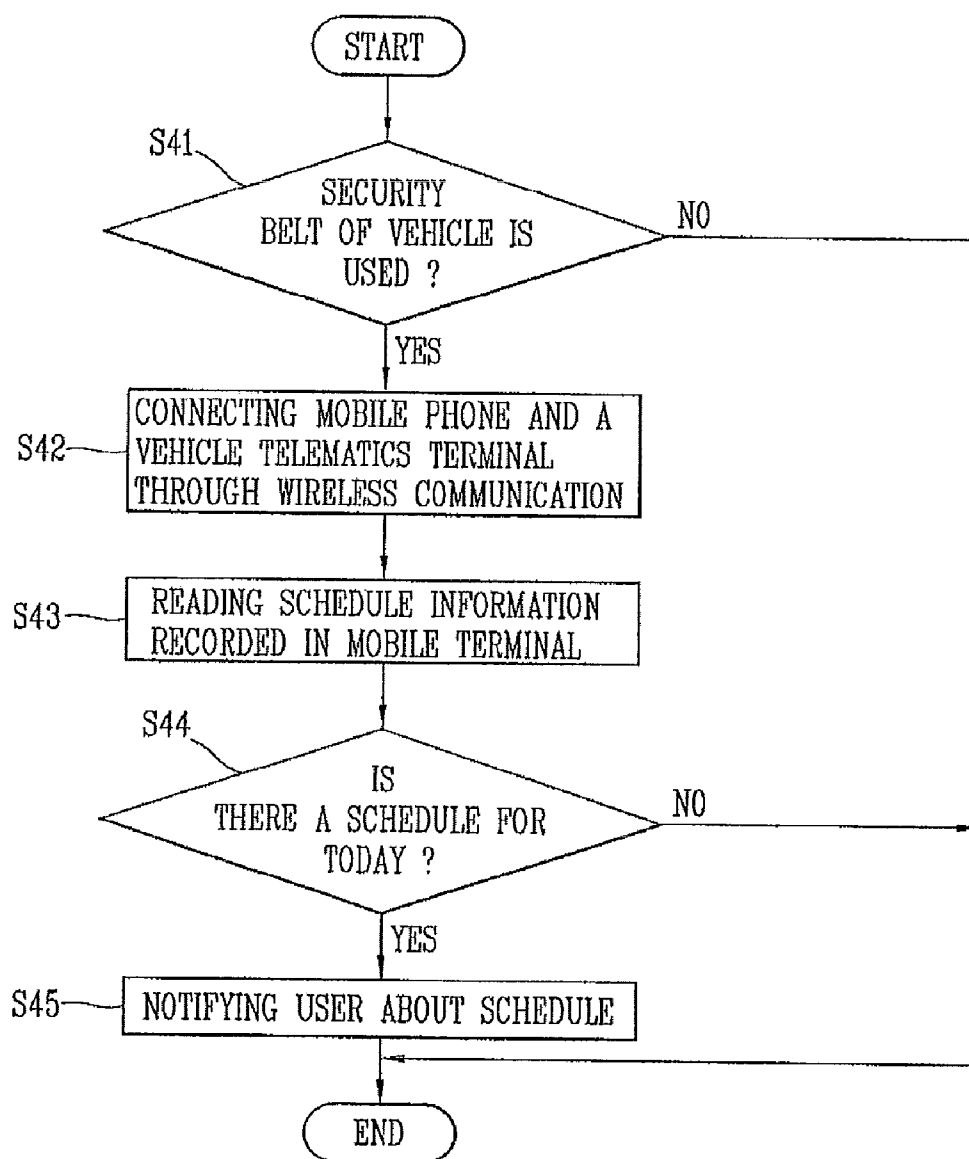 START
S41
SECURITY
BELT OF VEHICLE IS
USED ?
NO
YES
S42
CONNECTING MOBILE PHONE AND A
VEHICLE TELEMATICS TERMINAL
THROUGH WIRELESS COMMUNICATION
S43
READING SCHEDULE INFORMATION
RECORDED IN MOBILE TERMINAL
S44
IS
THERE A SCHEDULE FOR
TODAY ?
NO
YES
S45
NOTIFYING USER ABOUT SCHEDULE
END